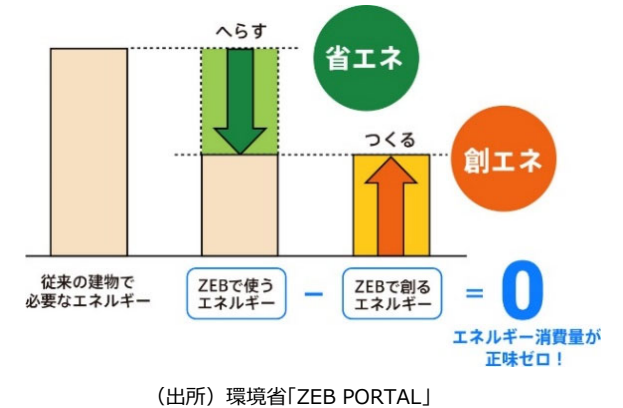 へらす
省エネ
つくる
創エネ
従来の建物で
必要なエネルギー
ZEBで使う
エネルギー
－
ZEBで創る
エネルギー
＝
0
エネルギー消費量が
正味ゼロ！
（出所）環境省｢ZEB PORTAL｣